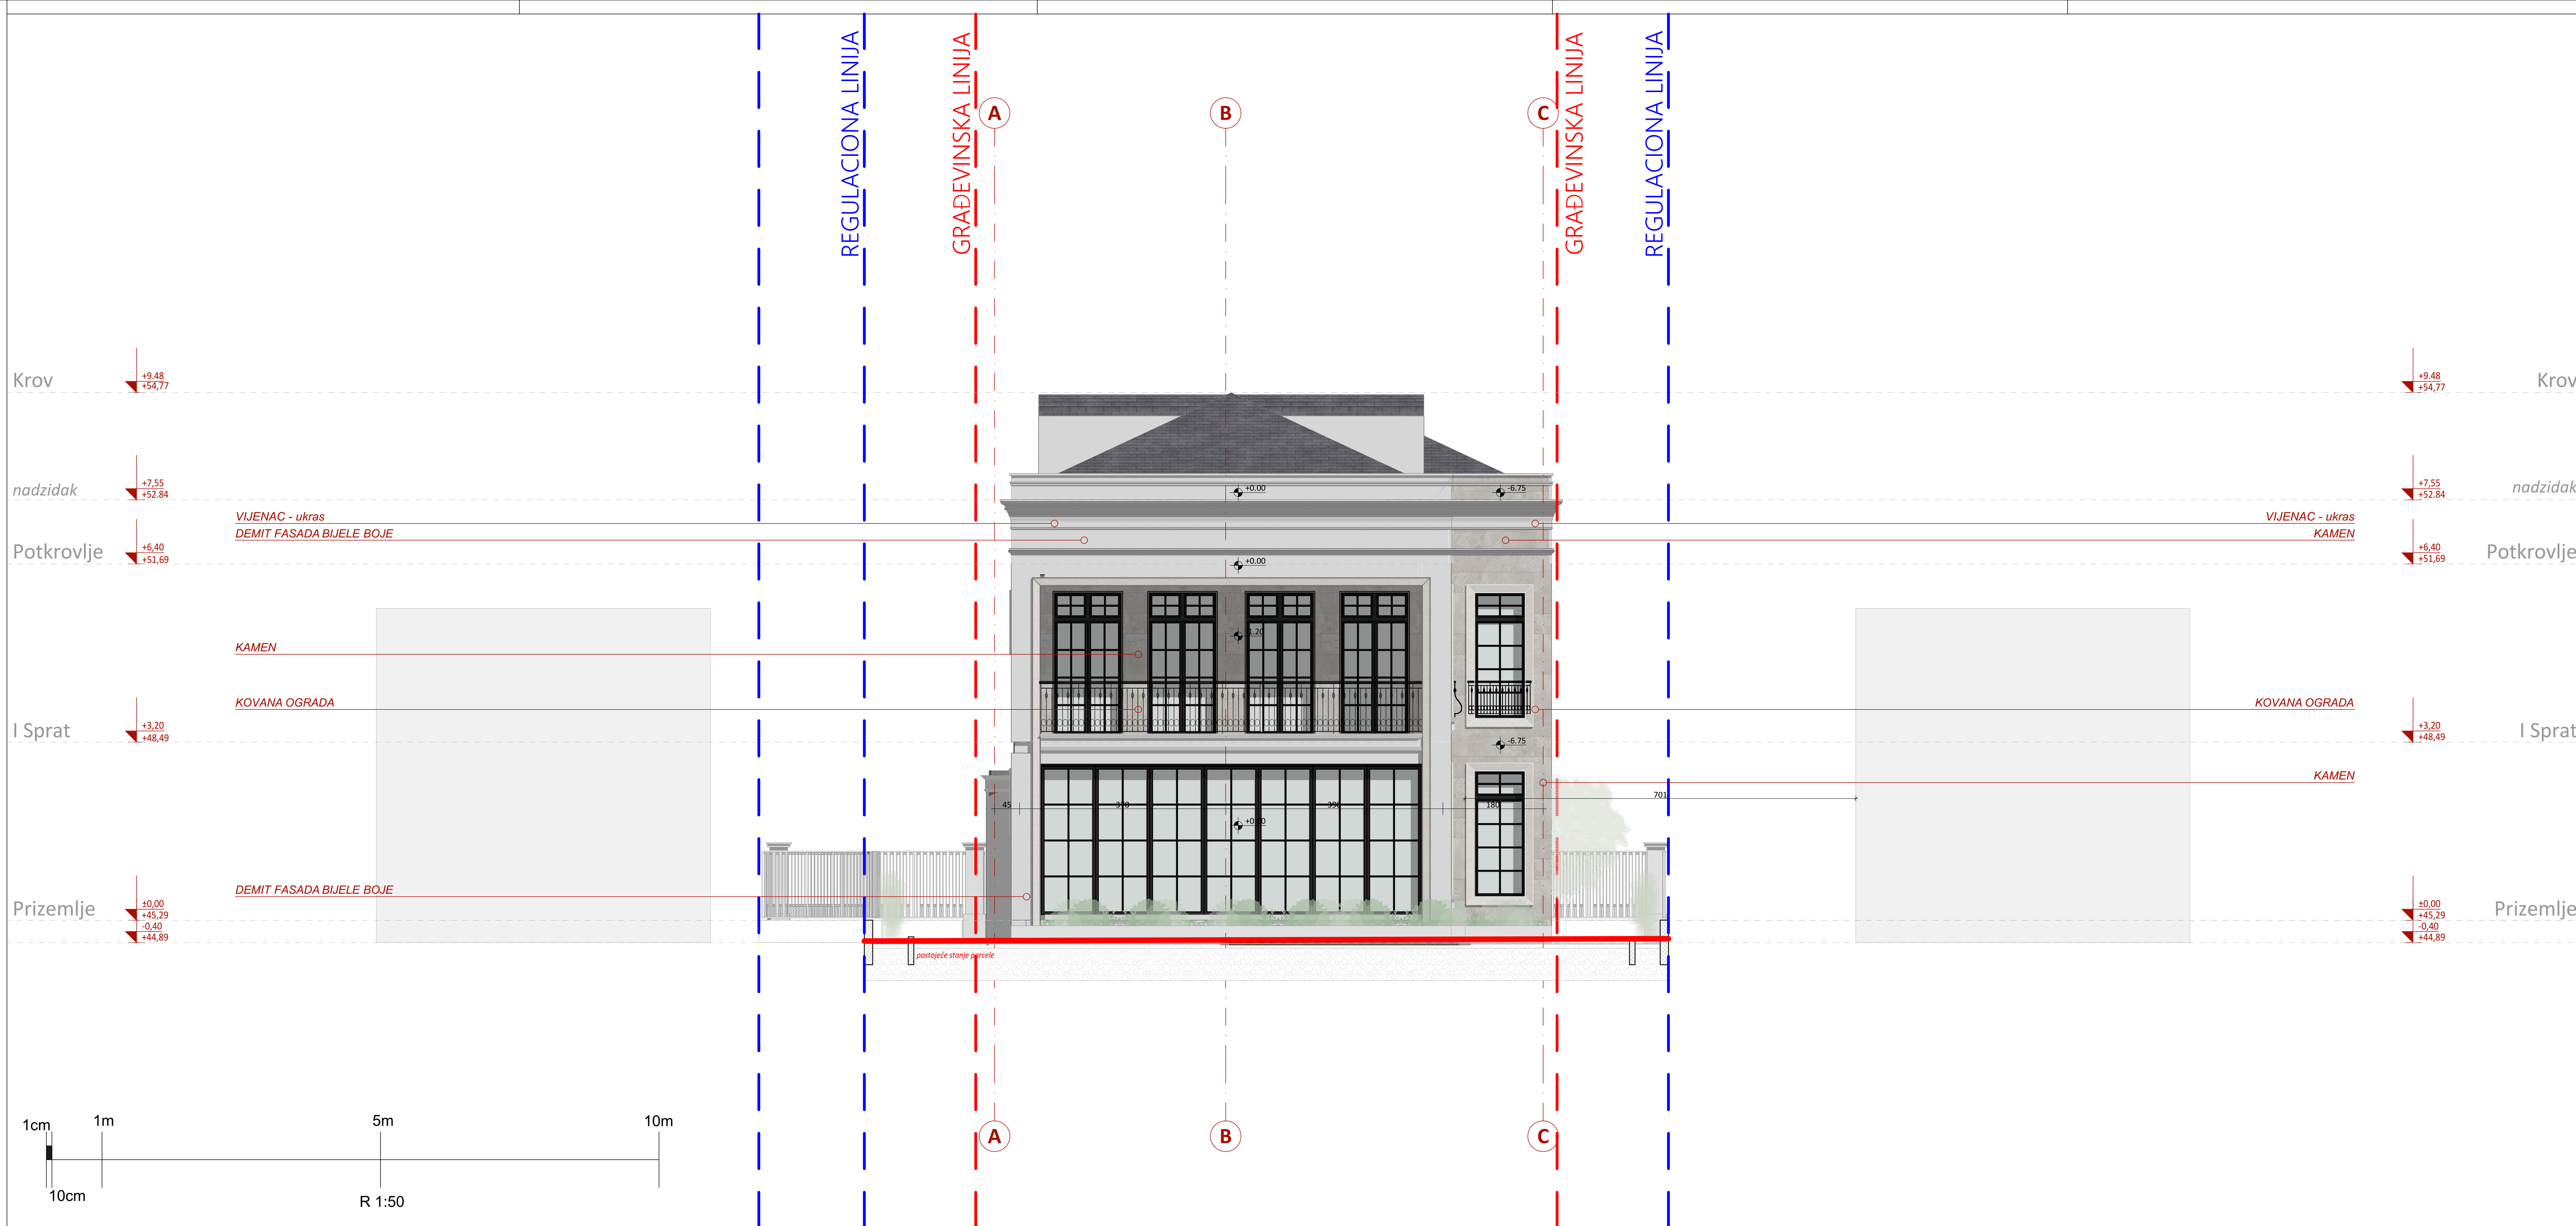 REGULACIONA LINIJA
GRAĐEVINSKA LINIJA
GRAĐEVINSKA LINIJA
REGULACIONA LINIJA
A
B
C
Krov
+9.48
+54,77
+9.48
+54,77
Krov
nadzidak
+7,55
+52.84
+0.00
-6.75
+7,55
+52.84
nadzidak
VIJENAC - ukras
VIJENAC - ukras
DEMIT FASADA BIJELE BOJE
KAMEN
Potkrovlje
+6,40
+51,69
+0.00
+6,40
+51,69
Potkrovlje
KAMEN
KOVANA OGRADA
KOVANA OGRADA
I Sprat
+3,20
+48,49
-6.75
+3,20
+48,49
I Sprat
KAMEN
701
45
370
390
180
DEMIT FASADA BIJELE BOJE
Prizemlje
±0,00
+45,29
-0,40
+44,89
±0,00
+45,29
-0,40
+44,89
Prizemlje
postojeće stanje parcele
A
B
C
1cm
1m
5m
10m
10cm
R 1:50